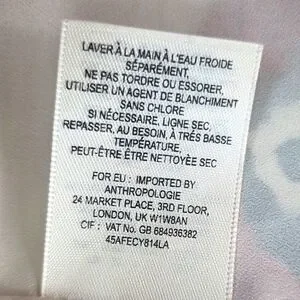 LAVER À LA MAIN À L'EAU FROIDE
SÉPARÉMENT,
NE PAS TORDRE OU ESSORER,
UTILISER UN AGENT DE BLANCHIMENT
SANS CHLORE
SI NÉCESSAIRE, LIGNE SEC,
REPASSER, AU BESOIN, À TRÈS BASSE
TEMPÉRATURE,
PEUT-ÊTRE ÊTRE NETTOYÉE SEC
FOR EU : IMPORTED BY
ANTHROPOLOGIE
24 MARKET PLACE, 3RD FLOOR,
LONDON, UK W1W8AN
CIF : VAT No. GB 684936382
45AFECY814LA